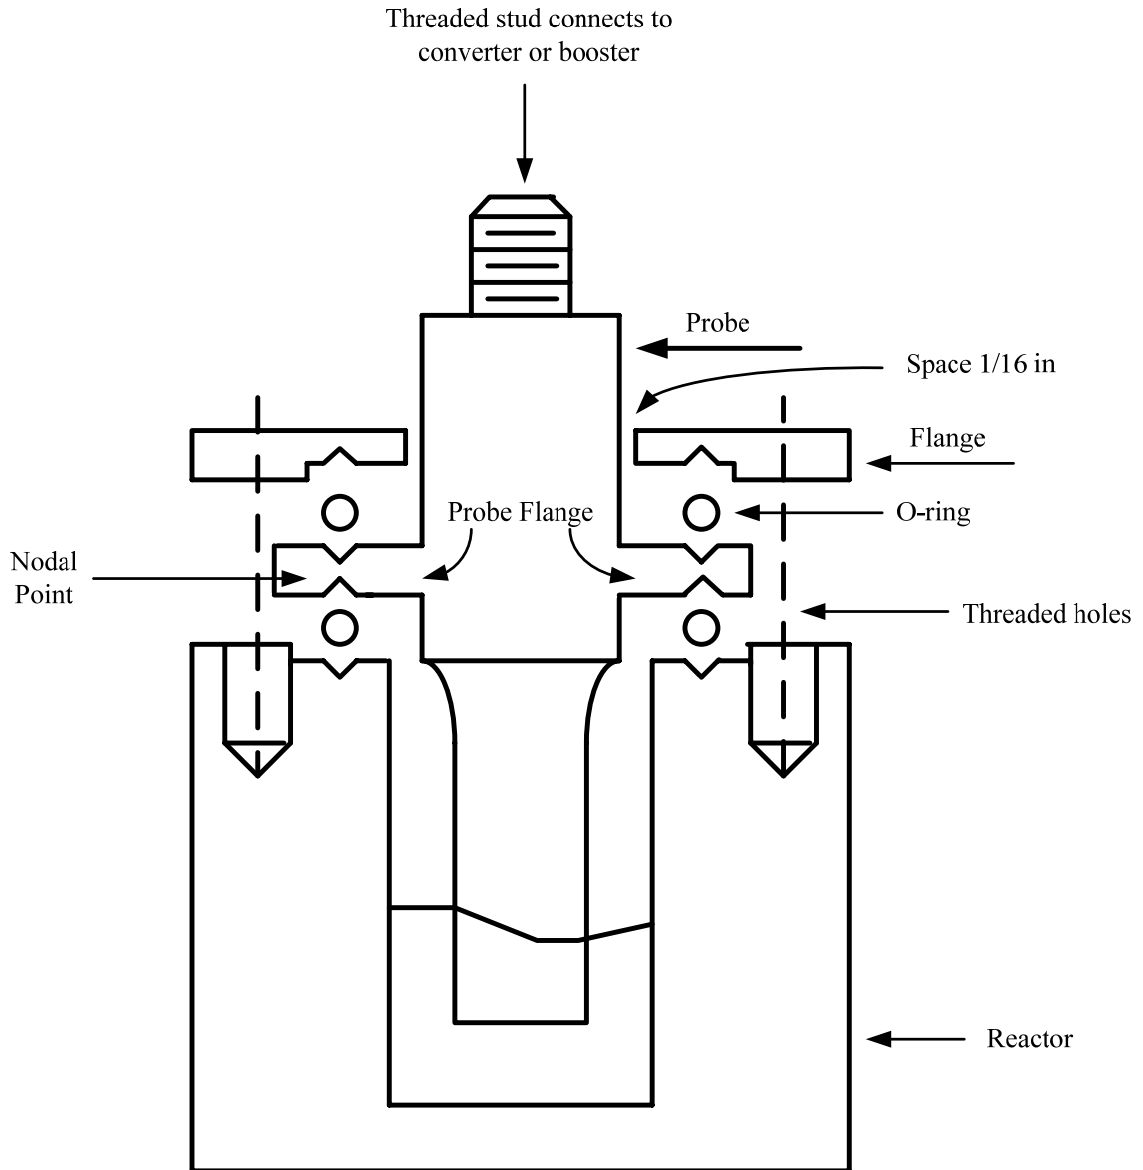 Threaded stud connects to
converter or booster
Probe
Space 1/16 in
Flange
Probe Flange
O-ring
Nodal
Point
Threaded holes
Reactor